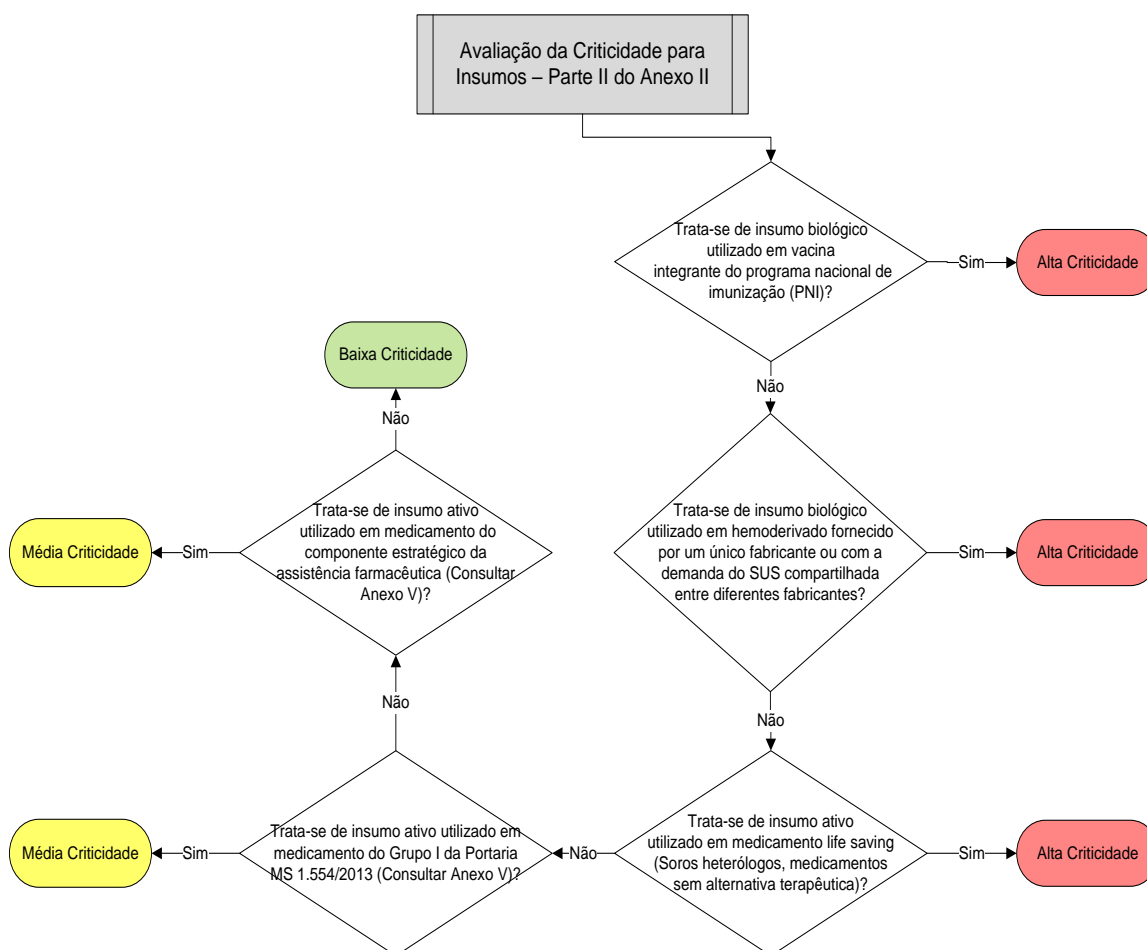 Avaliação da Criticidade para
Insumos – Parte II do Anexo II
Trata-se de insumo biológico
utilizado em vacina
integrante do programa nacional de
imunização (PNI)?
Sim
Alta Criticidade
Não
Trata-se de insumo biológico
utilizado em hemoderivado fornecido
por um único fabricante ou com a
demanda do SUS compartilhada
entre diferentes fabricantes?
Sim
Alta Criticidade
Não
Trata-se de insumo ativo
utilizado em medicamento life saving
(Soros heterólogos, medicamentos
sem alternativa terapêutica)?
Sim
Alta Criticidade
Não
Trata-se de insumo ativo utilizado em
medicamento do Grupo I da Portaria
MS 1.554/2013 (Consultar Anexo V)?
Sim
Média Criticidade
Não
Trata-se de insumo ativo
utilizado em medicamento do
componente estratégico da
assistência farmacêutica (Consultar
Anexo V)?
Sim
Média Criticidade
Não
Baixa Criticidade